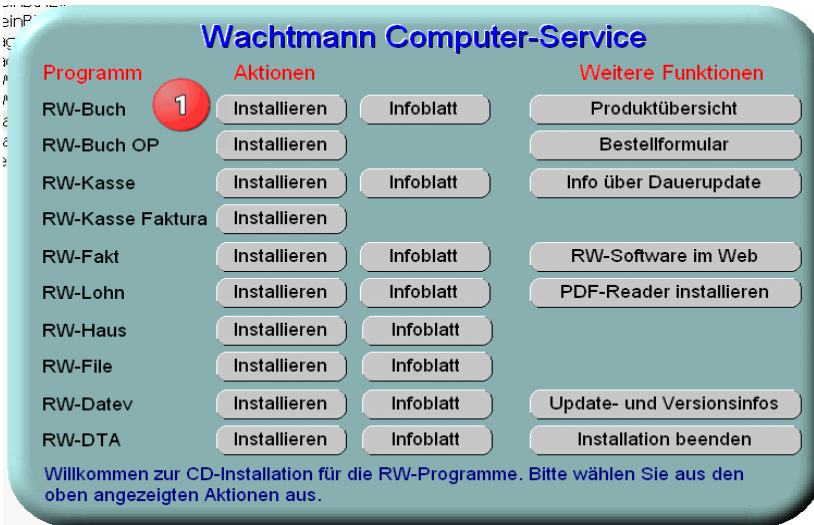 Wachtmann Computer-Service
Programm Aktionen Weitere Funktionen
RW-Buch 1 Installieren Infoblatt Produktübersicht
RW-Buch OP Installieren Bestellformular
RW-Kasse Installieren Infoblatt Info über Dauerupdate
RW-Kasse Faktura Installieren
RW-Fakt Installieren Infoblatt RW-Software im Web
RW-Lohn Installieren Infoblatt PDF-Reader installieren
RW-Haus Installieren Infoblatt
RW-File Installieren Infoblatt
RW-Datev Installieren Infoblatt Update- und Versionsinfos
RW-DTA Installieren Infoblatt Installation beenden
Willkommen zur CD-Installation für die RW-Programme. Bitte wählen Sie aus den
oben angezeigten Aktionen aus.